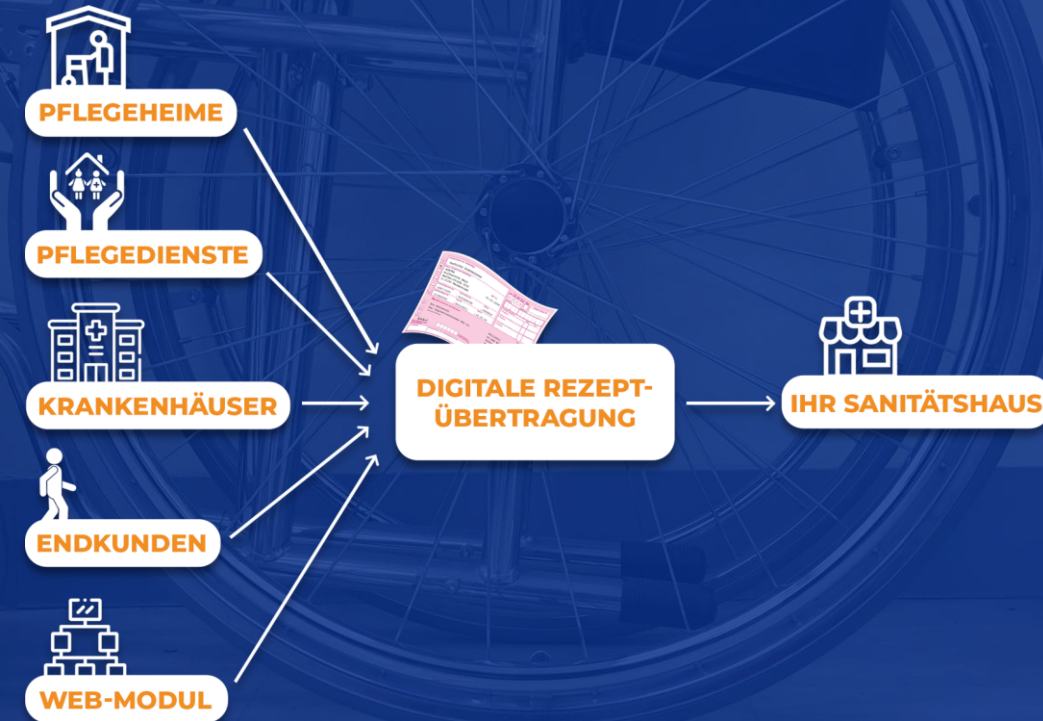 PFLEGEHEIME
PFLEGEDIENSTE
KRANKENHÄUSER
ENDKUNDEN
WEB-MODUL
DIGITALE REZEPT-
ÜBERTRAGUNG
IHR SANITÄTSHAUS